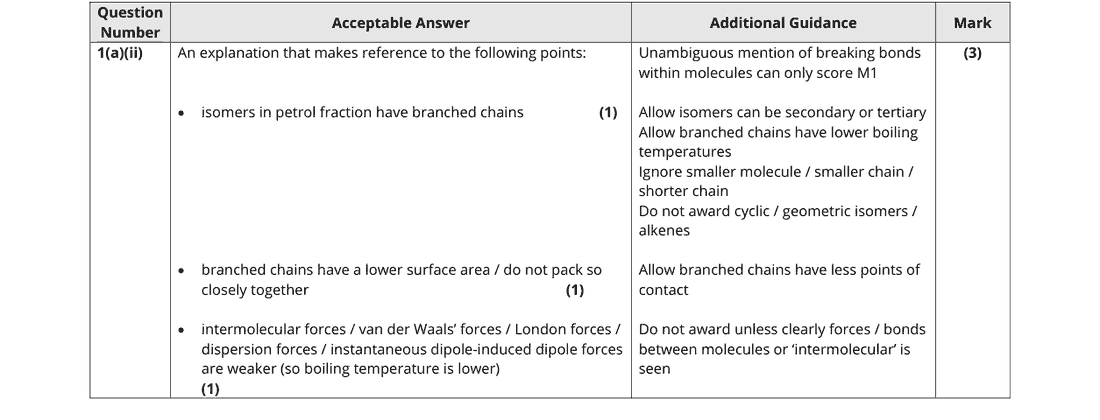 Question Number | Acceptable Answer | Additional Guidance | Mark
1(a)(ii) An explanation that makes reference to the following points:
• isomers in petrol fraction have branched chains (1)
• branched chains have a lower surface area / do not pack so
closely together (1)
• intermolecular forces / van der Waals’ forces / London forces /
dispersion forces / instantaneous dipole-induced dipole forces
are weaker (so boiling temperature is lower)
(1)
Unambiguous mention of breaking bonds
within molecules can only score M1
Allow isomers can be secondary or tertiary
Allow branched chains have lower boiling
temperatures
Ignore smaller molecule / smaller chain /
shorter chain
Do not award cyclic / geometric isomers /
alkenes
Allow branched chains have less points of
contact
Do not award unless clearly forces / bonds
between molecules or ‘intermolecular’ is
seen
(3)